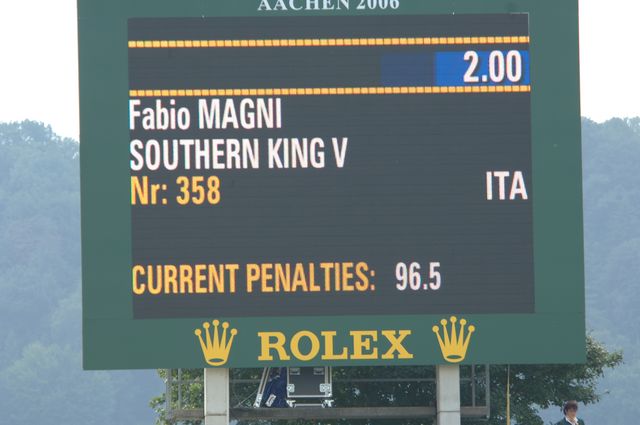 AACHEN 2006
2.00
Fabio MAGNI
SOUTHERN KING V
Nr: 358 ITA
CURRENT PENALTIES: 96.5
ROLEX